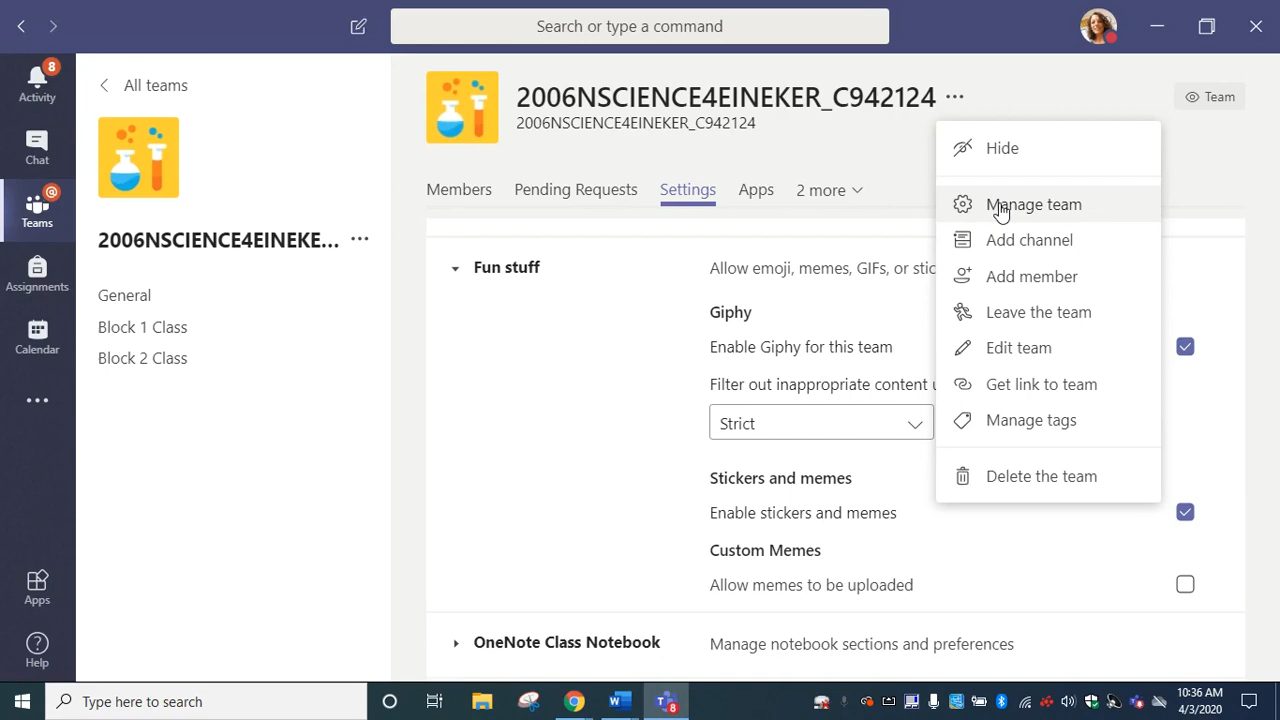 Search or type a command
8
Activity
Chat
@
Teams
Assignments
Calendar
Apps
Help
All teams
2006NSCIENCE4EINEKE...
General
Block 1 Class
Block 2 Class
2006NSCIENCE4EINEKER_C942124
2006NSCIENCE4EINEKER_C942124
Team
Members
Pending Requests
Settings
Apps
2 more
Hide
Manage team
Add channel
Add member
Leave the team
Edit team
Get link to team
Manage tags
Delete the team
Fun stuff
Allow emoji, memes, GIFs, or stic
Giphy
Enable Giphy for this team
Filter out inappropriate content u
Strict
Stickers and memes
Enable stickers and memes
Custom Memes
Allow memes to be uploaded
OneNote Class Notebook
Manage notebook sections and preferences
Type here to search
8
10:36 AM
4/3/2020